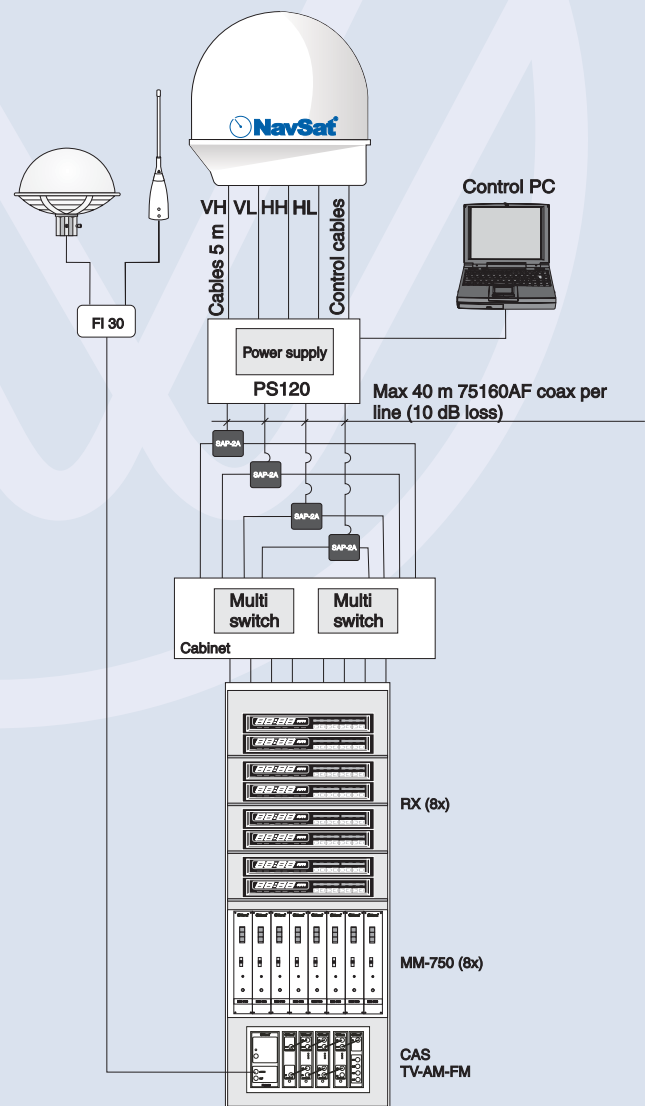 NavSat
Control PC
VH VL HH HL
Cables 5 m
Control cables
FI 30
Power supply
PS120
Max 40 m 75160AF coax per
line (10 dB loss)
SAP-2A
SAP-2A
SAP-2A
SAP-2A
Multi
switch
Multi
switch
Cabinet
RX (8x)
MM-750 (8x)
CAS
TV-AM-FM